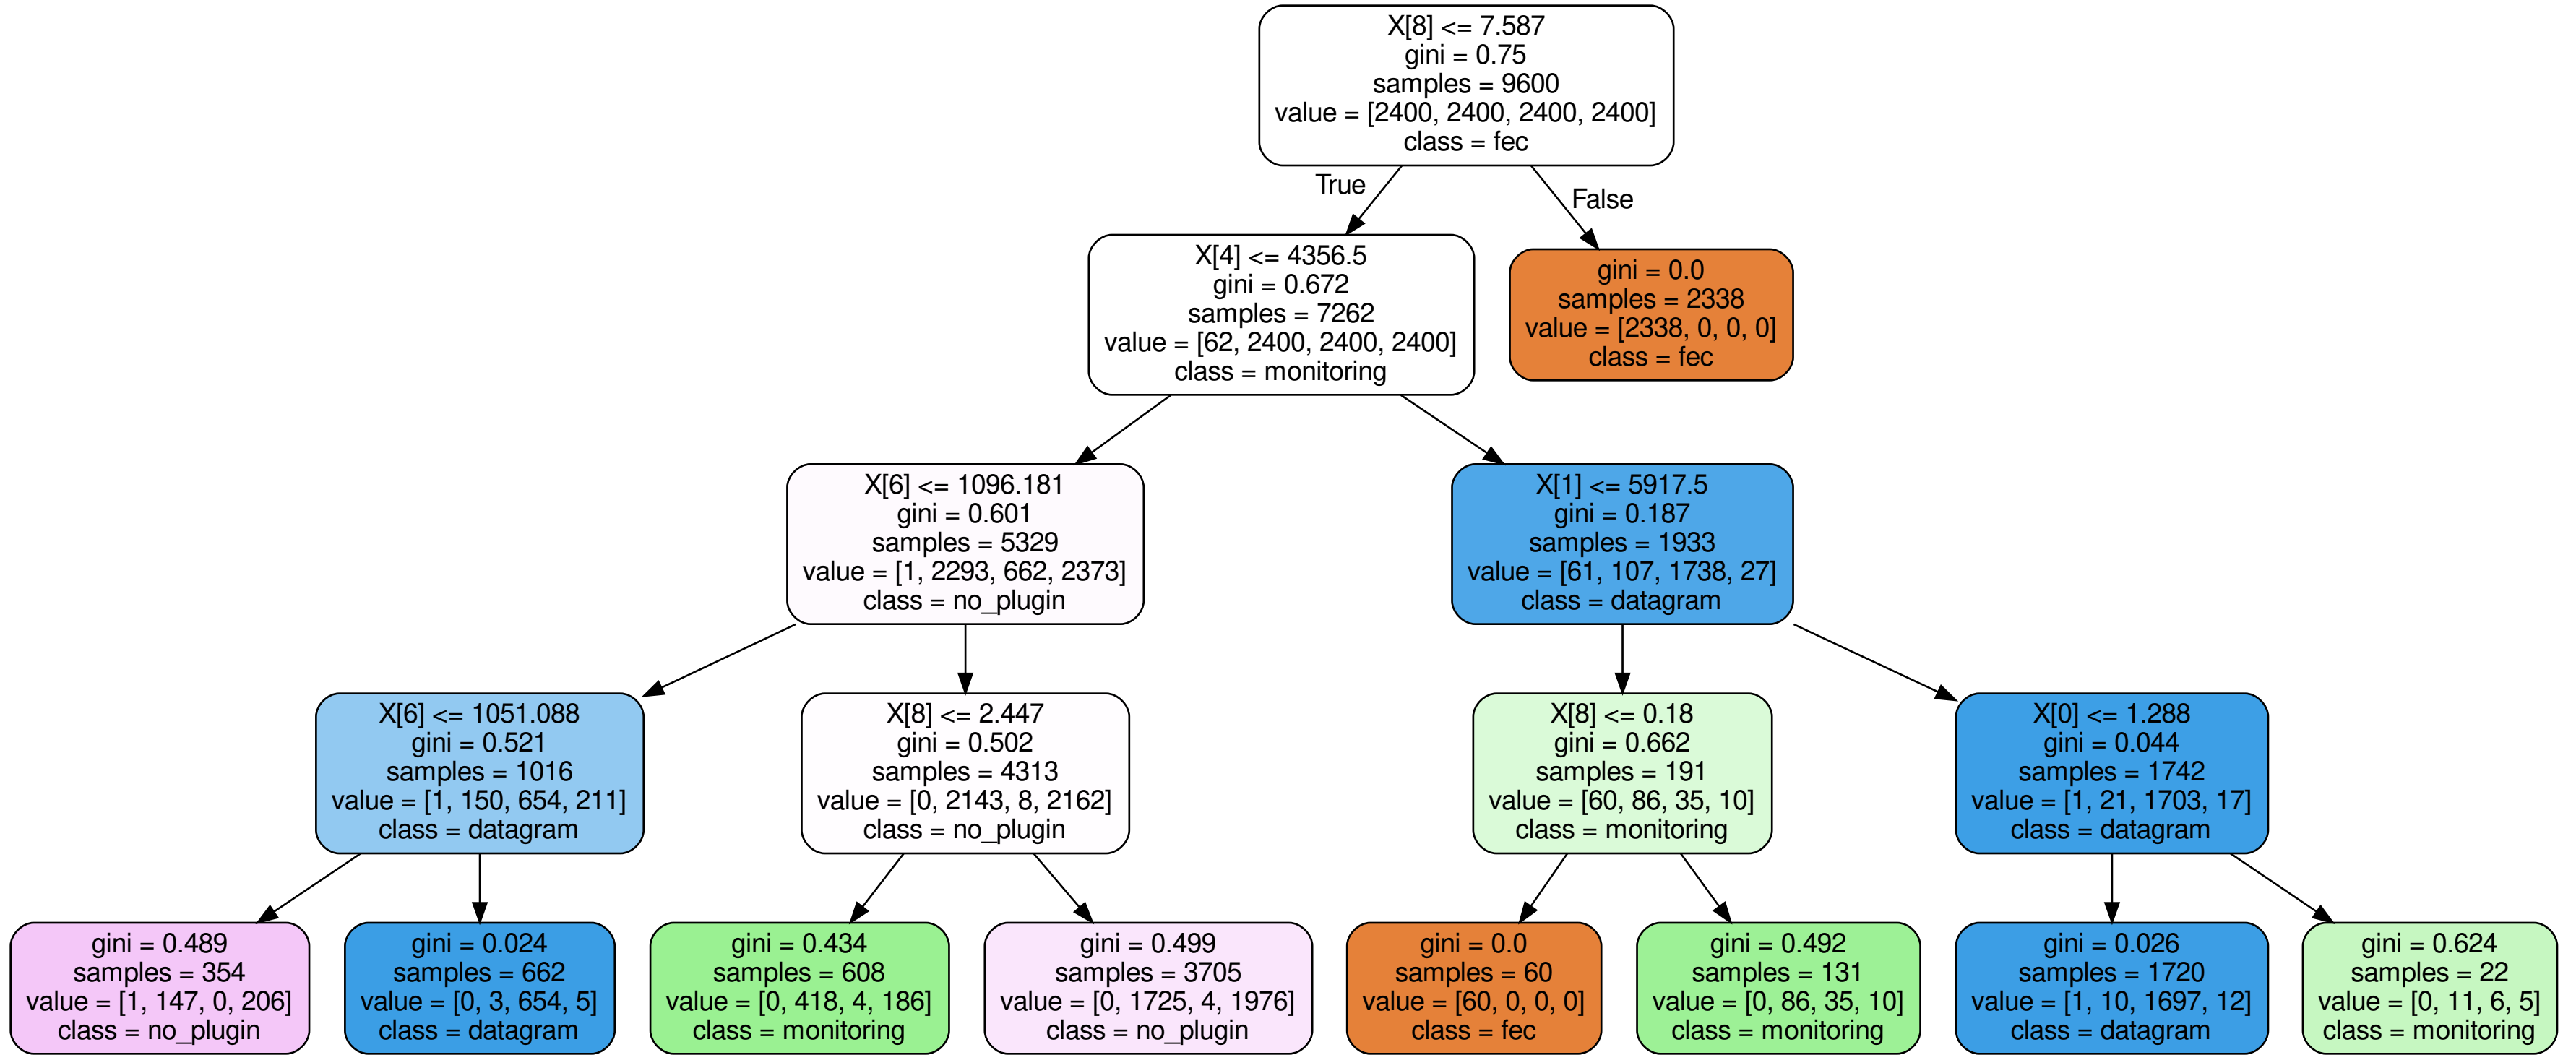 X[8] <= 7.587
gini = 0.75
samples = 9600
value = [2400, 2400, 2400, 2400]
class = fec
True
False
X[4] <= 4356.5
gini = 0.672
samples = 7262
value = [62, 2400, 2400, 2400]
class = monitoring
gini = 0.0
samples = 2338
value = [2338, 0, 0, 0]
class = fec
X[6] <= 1096.181
gini = 0.601
samples = 5329
value = [1, 2293, 662, 2373]
class = no_plugin
X[1] <= 5917.5
gini = 0.187
samples = 1933
value = [61, 107, 1738, 27]
class = datagram
X[6] <= 1051.088
gini = 0.521
samples = 1016
value = [1, 150, 654, 211]
class = datagram
X[8] <= 2.447
gini = 0.502
samples = 4313
value = [0, 2143, 8, 2162]
class = no_plugin
X[8] <= 0.18
gini = 0.662
samples = 191
value = [60, 86, 35, 10]
class = monitoring
X[0] <= 1.288
gini = 0.044
samples = 1742
value = [1, 21, 1703, 17]
class = datagram
gini = 0.489
samples = 354
value = [1, 147, 0, 206]
class = no_plugin
gini = 0.024
samples = 662
value = [0, 3, 654, 5]
class = datagram
gini = 0.434
samples = 608
value = [0, 418, 4, 186]
class = monitoring
gini = 0.499
samples = 3705
value = [0, 1725, 4, 1976]
class = no_plugin
gini = 0.0
samples = 60
value = [60, 0, 0, 0]
class = fec
gini = 0.492
samples = 131
value = [0, 86, 35, 10]
class = monitoring
gini = 0.026
samples = 1720
value = [1, 10, 1697, 12]
class = datagram
gini = 0.624
samples = 22
value = [0, 11, 6, 5]
class = monitoring